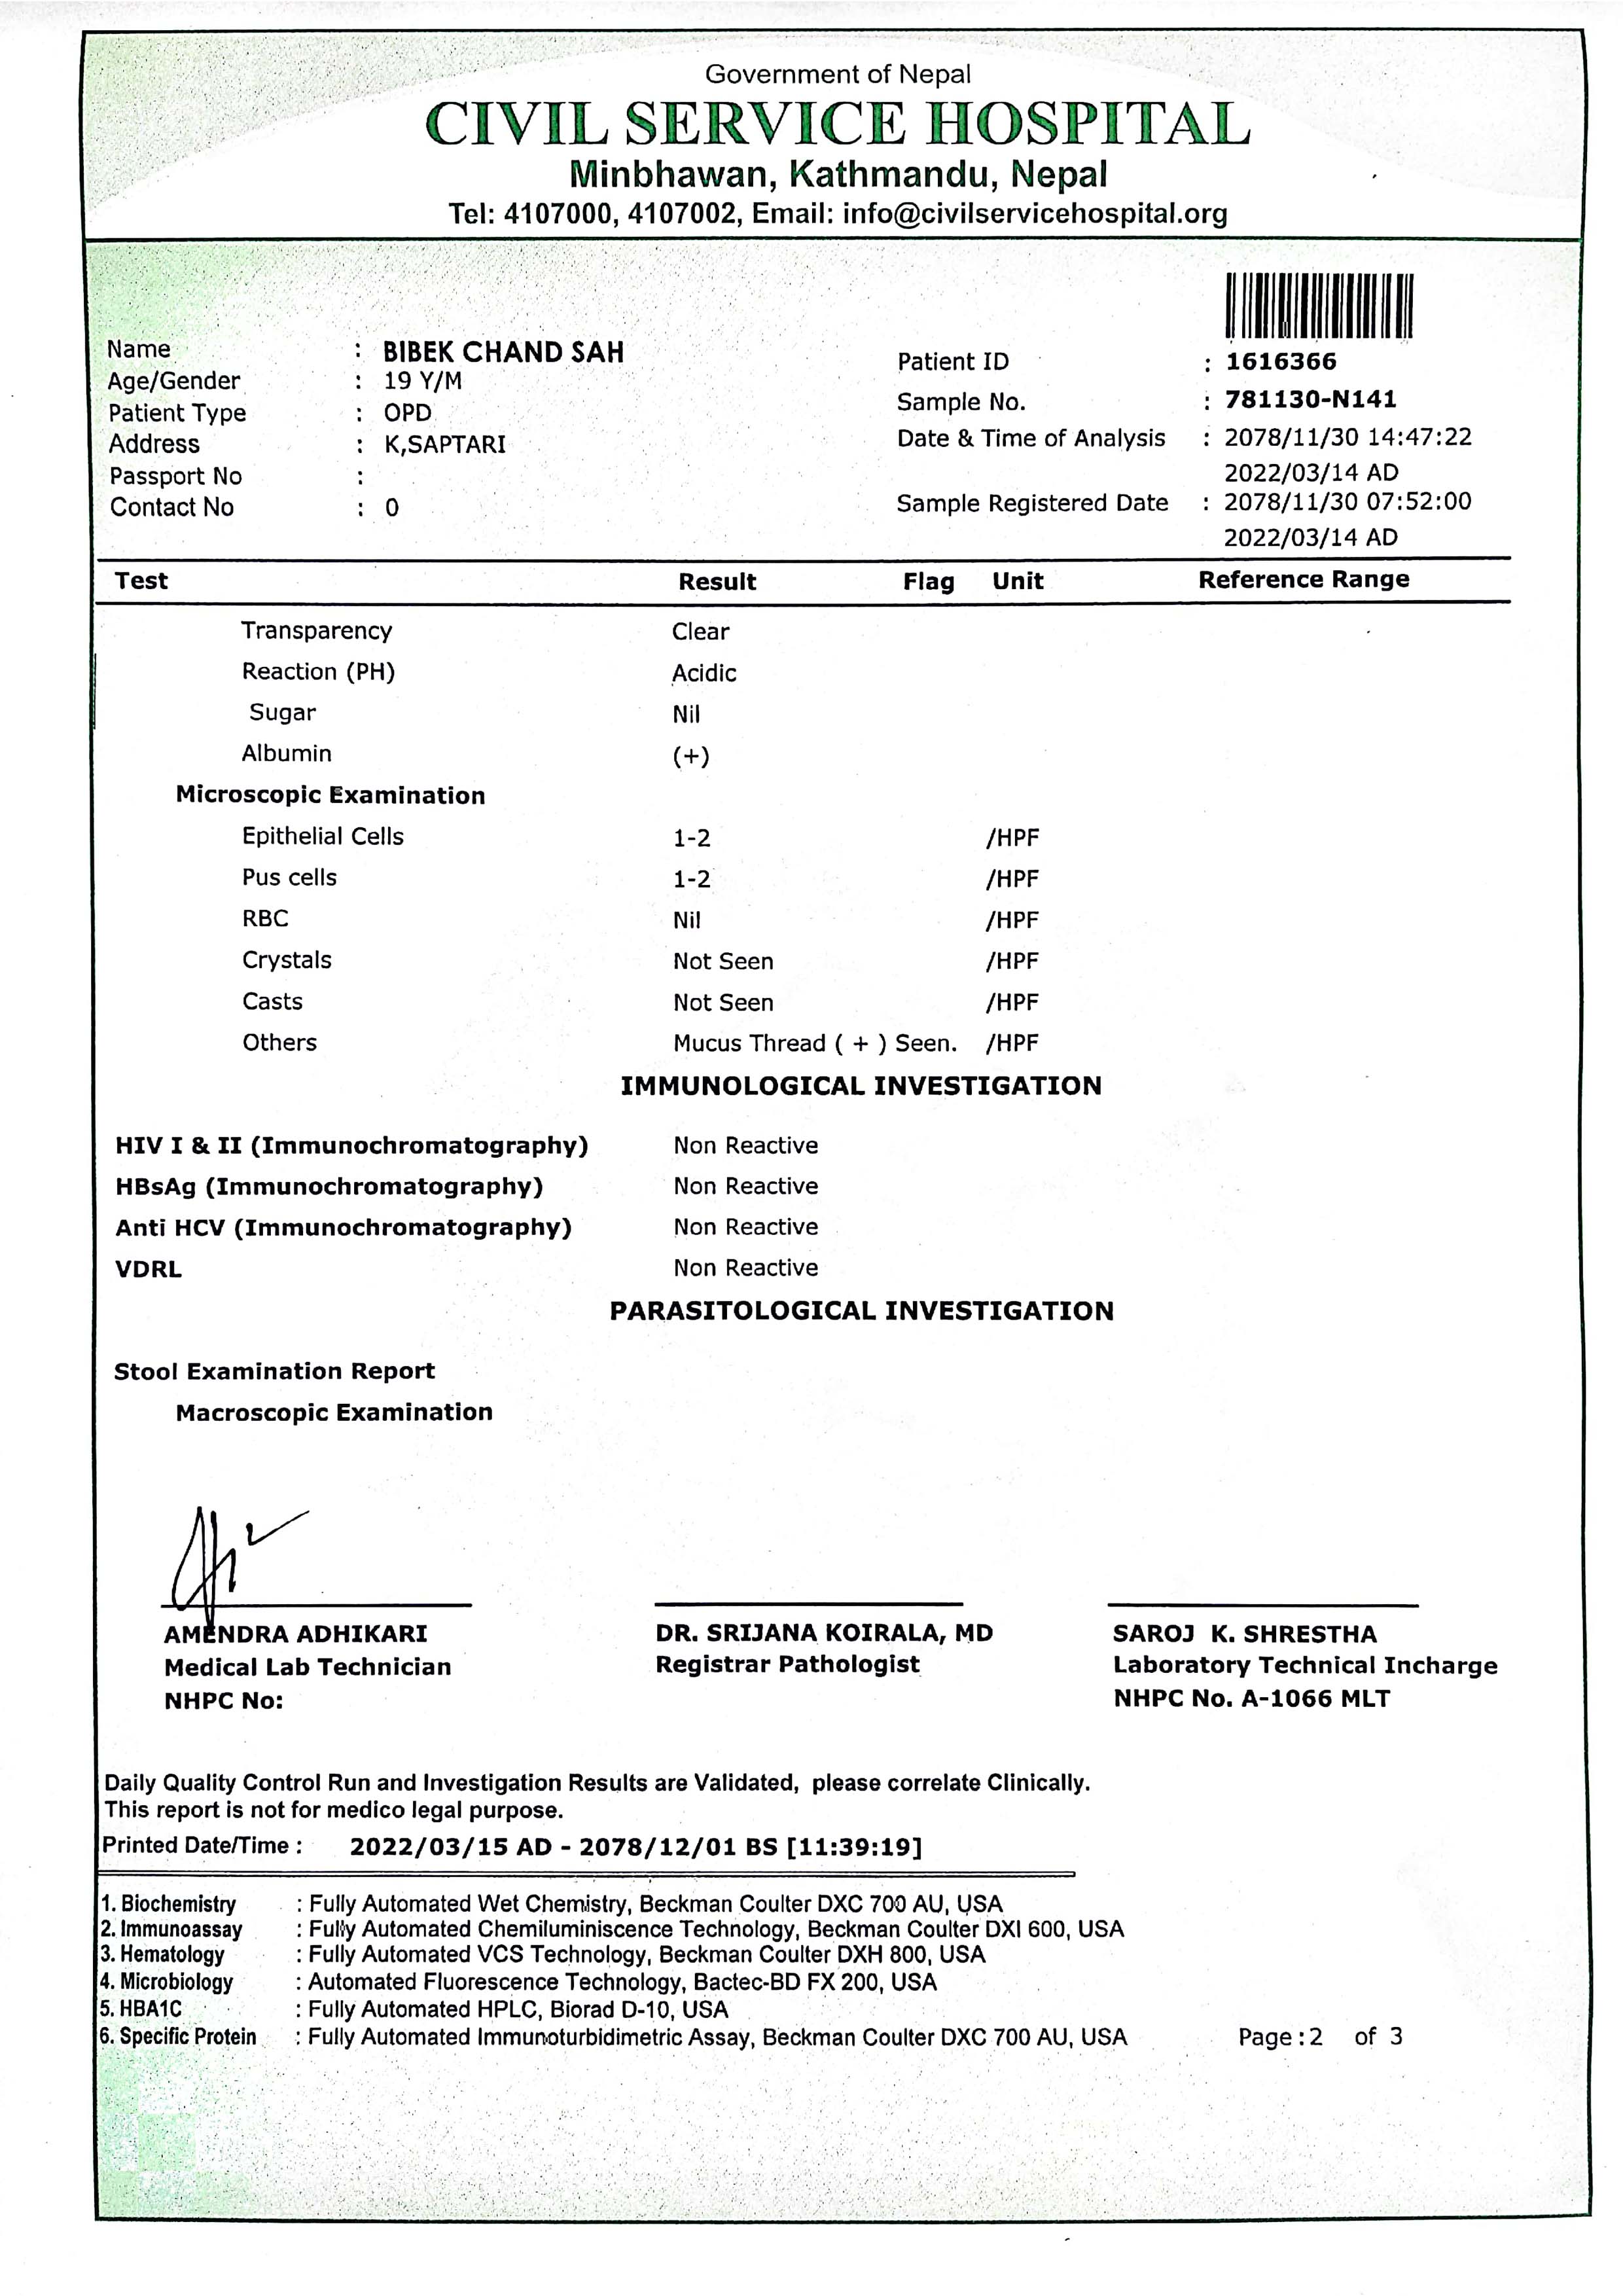 Government of Nepal
CIVIL SERVICE HOSPITAL
Minbhawan, Kathmandu, Nepal
Tel: 4107000, 4107002, Email: info@civilservicehospital.org
Name : BIBEK CHAND SAH
Age/Gender : 19 Y/M
Patient Type : OPD
Address : K,SAPTARI
Passport No :
Contact No : 0
Patient ID : 1616366
Sample No. : 781130-N141
Date & Time of Analysis : 2078/11/30 14:47:22
2022/03/14 AD
Sample Registered Date : 2078/11/30 07:52:00
2022/03/14 AD
Test Result Flag Unit Reference Range
Transparency Clear
Reaction (PH) Acidic
Sugar Nil
Albumin (+)
Microscopic Examination
Epithelial Cells 1-2 /HPF
Pus cells 1-2 /HPF
RBC Nil /HPF
Crystals Not Seen /HPF
Casts Not Seen /HPF
Others Mucus Thread ( + ) Seen. /HPF
IMMUNOLOGICAL INVESTIGATION
HIV I & II (Immunochromatography) Non Reactive
HBsAg (Immunochromatography) Non Reactive
Anti HCV (Immunochromatography) Non Reactive
VDRL Non Reactive
PARASITOLOGICAL INVESTIGATION
Stool Examination Report
Macroscopic Examination
AMENDRA ADHIKARI
Medical Lab Technician
NHPC No:
DR. SRIJANA KOIRALA, MD
Registrar Pathologist
SAROJ K. SHRESTHA
Laboratory Technical Incharge
NHPC No. A-1066 MLT
Daily Quality Control Run and Investigation Results are Validated, please correlate Clinically.
This report is not for medico legal purpose.
Printed Date/Time : 2022/03/15 AD - 2078/12/01 BS [11:39:19]
1. Biochemistry : Fully Automated Wet Chemistry, Beckman Coulter DXC 700 AU, USA
2. Immunoassay : Fully Automated Chemiluminiscence Technology, Beckman Coulter DXI 600, USA
3. Hematology : Fully Automated VCS Technology, Beckman Coulter DXH 800, USA
4. Microbiology : Automated Fluorescence Technology, Bactec-BD FX 200, USA
5. HBA1C : Fully Automated HPLC, Biorad D-10, USA
6. Specific Protein : Fully Automated Immunoturbidimetric Assay, Beckman Coulter DXC 700 AU, USA
Page : 2 of 3